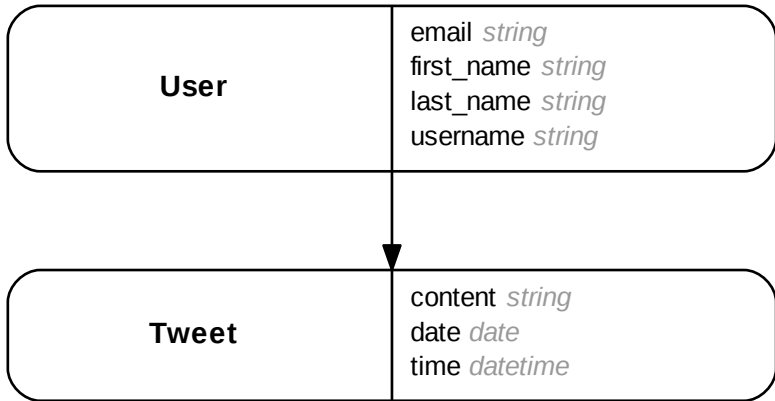 User
email string
first_name string
last_name string
username string
Tweet
content string
date date
time datetime